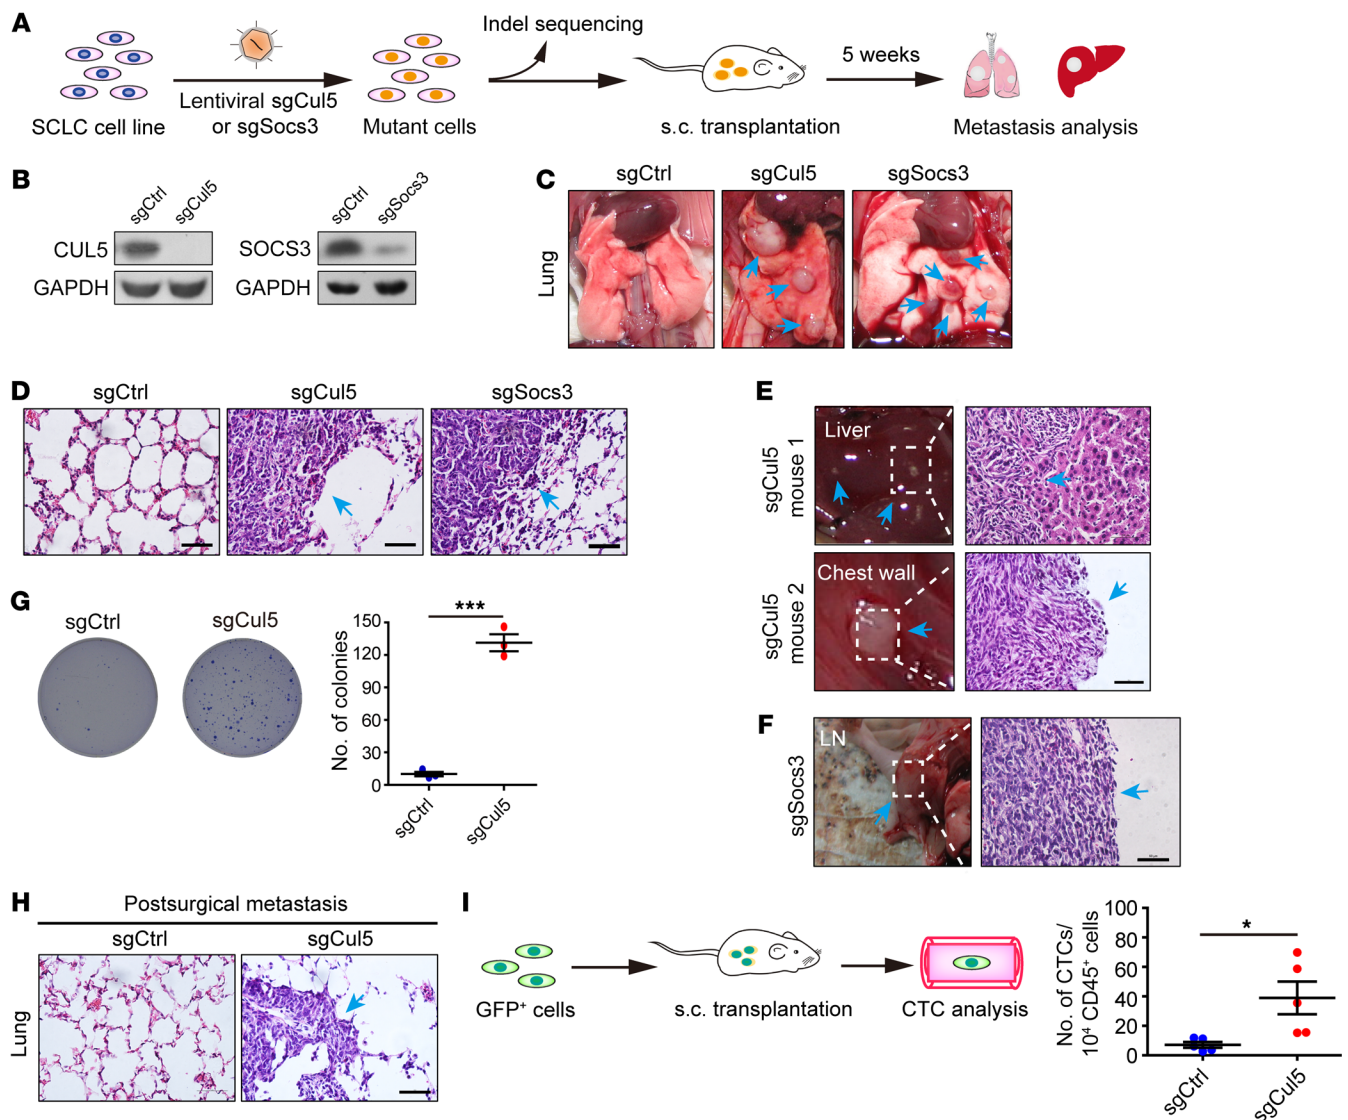 A
SCLC cell line
Lentiviral sgCul5
or sgSocs3
Mutant cells
Indel sequencing
s.c. transplantation
5 weeks
Metastasis analysis
B
sgCtrl
sgCul5
CUL5
GAPDH
sgCtrl
sgSocs3
SOCS3
GAPDH
C
sgCtrl
sgCul5
sgSocs3
Lung
D
sgCtrl
sgCul5
sgSocs3
E
sgCul5
mouse 1
Liver
sgCul5
mouse 2
Chest wall
F
sgSocs3
LN
G
sgCtrl
sgCul5
No. of colonies
150
120
90
60
30
0
***
sgCtrl
sgCul5
H
Postsurgical metastasis
sgCtrl
sgCul5
Lung
I
GFP⁺ cells
s.c. transplantation
CTC analysis
No. of CTCs/
10⁴ CD45⁺ cells
100
80
60
40
20
0
*
sgCtrl
sgCul5